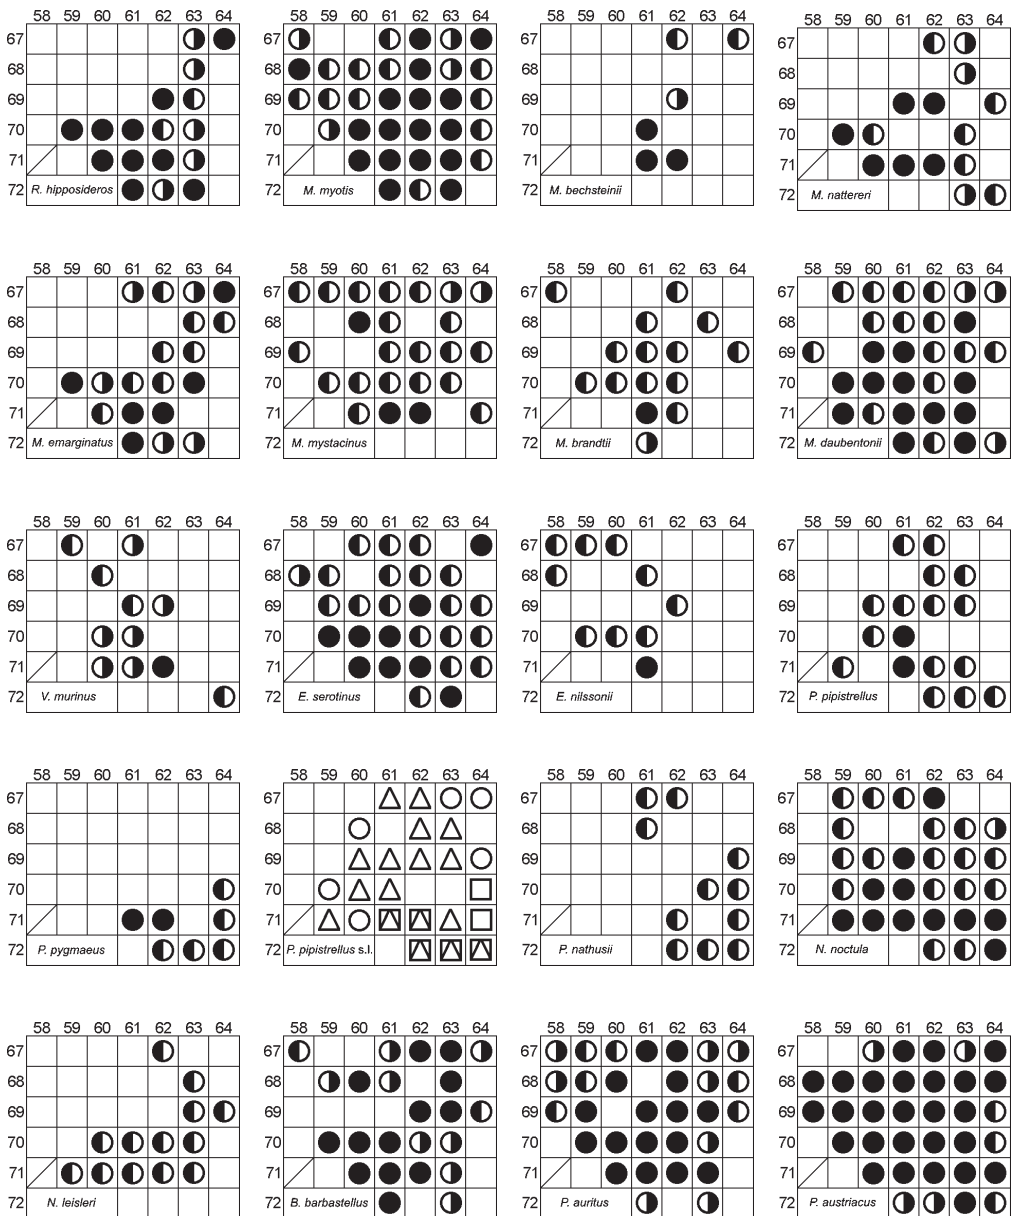 58 59 60 61 62 63 64
67
68
69
70
71
72 R. hipposideros
58 59 60 61 62 63 64
67
68
69
70
71
72 M. myotis
58 59 60 61 62 63 64
67
68
69
70
71
72 M. bechsteinii
58 59 60 61 62 63 64
67
68
69
70
71
72 M. nattereri
58 59 60 61 62 63 64
67
68
69
70
71
72 M. emarginatus
58 59 60 61 62 63 64
67
68
69
70
71
72 M. mystacinus
58 59 60 61 62 63 64
67
68
69
70
71
72 M. brandtii
58 59 60 61 62 63 64
67
68
69
70
71
72 M. daubentonii
58 59 60 61 62 63 64
67
68
69
70
71
72 V. murinus
58 59 60 61 62 63 64
67
68
69
70
71
72 E. serotinus
58 59 60 61 62 63 64
67
68
69
70
71
72 E. nilssonii
58 59 60 61 62 63 64
67
68
69
70
71
72 P. pipistrellus
58 59 60 61 62 63 64
67
68
69
70
71
72 P. pygmaeus
58 59 60 61 62 63 64
67
68
69
70
71
72 P. pipistrellus s.l.
58 59 60 61 62 63 64
67
68
69
70
71
72 P. nathusii
58 59 60 61 62 63 64
67
68
69
70
71
72 N. noctula
58 59 60 61 62 63 64
67
68
69
70
71
72 N. leisleri
58 59 60 61 62 63 64
67
68
69
70
71
72 B. barbastellus
58 59 60 61 62 63 64
67
68
69
70
71
72 P. auritus
58 59 60 61 62 63 64
67
68
69
70
71
72 P. austriacus